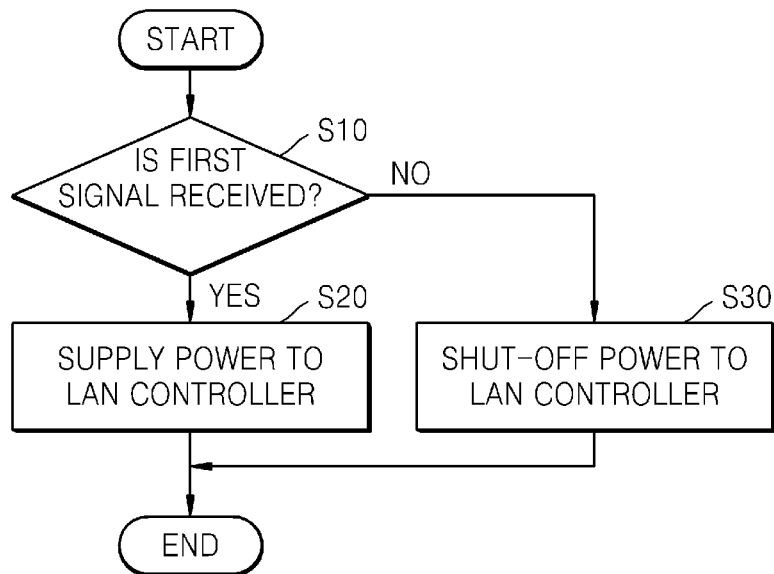 START
S10
IS FIRST
SIGNAL RECEIVED?
NO
YES
S20
SUPPLY POWER TO
LAN CONTROLLER
S30
SHUT-OFF POWER TO
LAN CONTROLLER
END